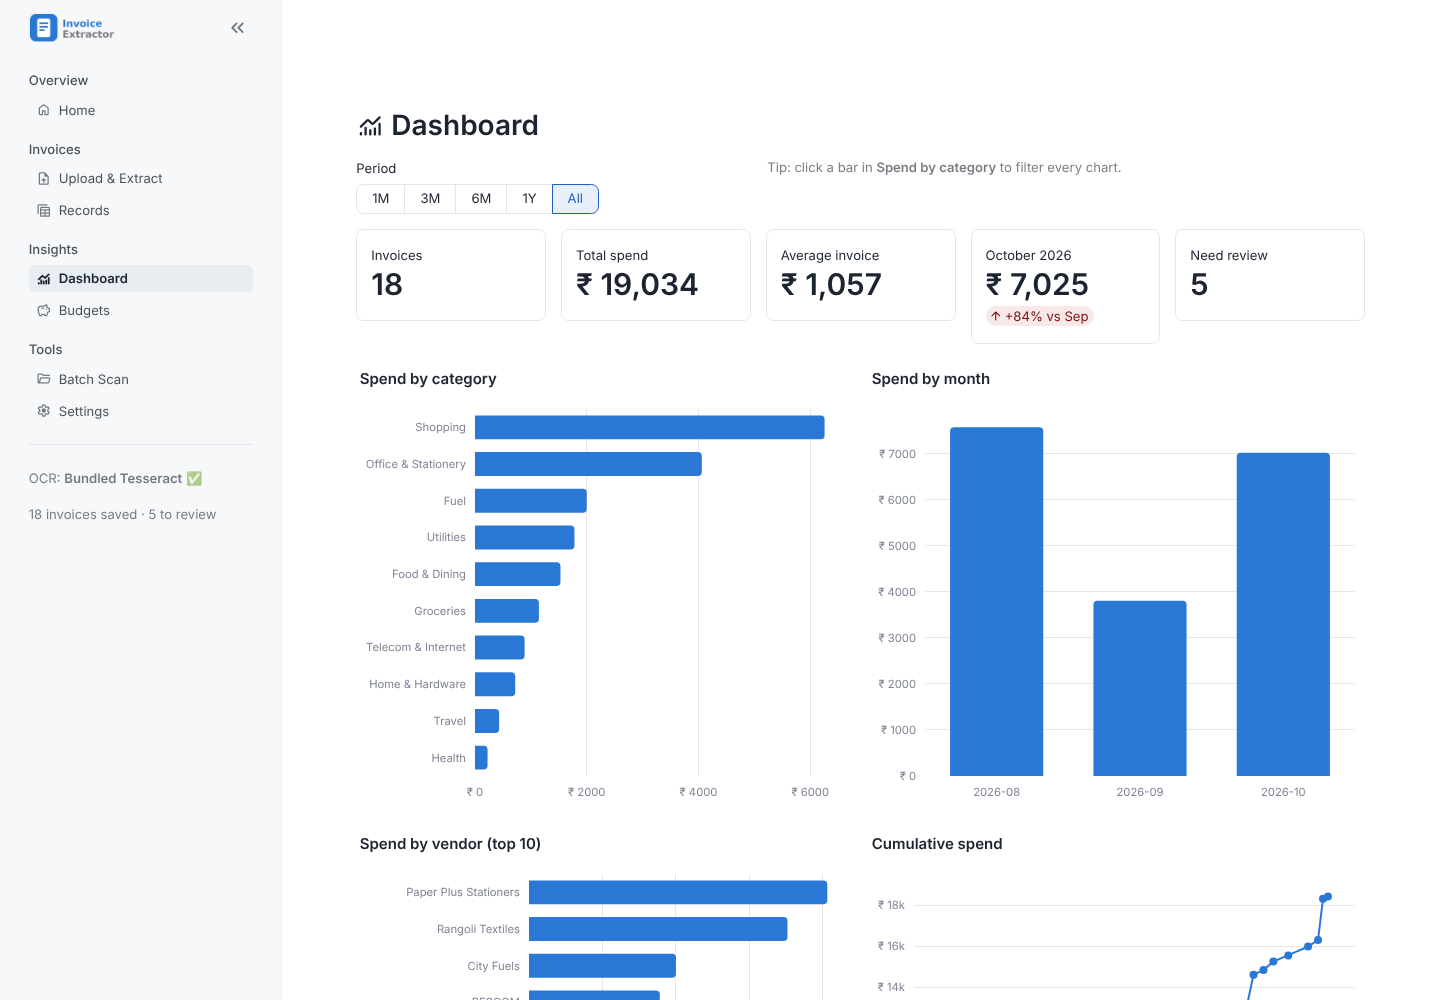 Invoice
Extractor
Overview
Home
Invoices
Upload & Extract
Records
Insights
Dashboard
Budgets
Tools
Batch Scan
Settings
OCR: Bundled Tesseract ✅
18 invoices saved · 5 to review
Dashboard
Period
Tip: click a bar in Spend by category to filter every chart.
1M 3M 6M 1Y All
Invoices
18
Total spend
₹ 19,034
Average invoice
₹ 1,057
October 2026
₹ 7,025
↑ +84% vs Sep
Need review
5
Spend by category
Shopping
Office & Stationery
Fuel
Utilities
Food & Dining
Groceries
Telecom & Internet
Home & Hardware
Travel
Health
₹ 0 ₹ 2000 ₹ 4000 ₹ 6000
Spend by month
₹ 7000
₹ 6000
₹ 5000
₹ 4000
₹ 3000
₹ 2000
₹ 1000
₹ 0
2026-08 2026-09 2026-10
Spend by vendor (top 10)
Paper Plus Stationers
Rangoli Textiles
City Fuels
Cumulative spend
₹ 18k
₹ 16k
₹ 14k